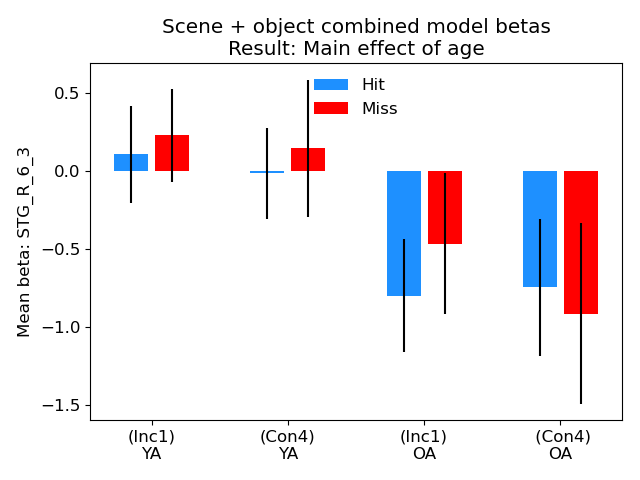 Scene + object combined model betas
Result: Main effect of age
Hit
Miss
Mean beta: STG_R_6_3
0.5
0.0
−0.5
−1.0
−1.5
(Inc1)
YA
(Con4)
YA
(Inc1)
OA
(Con4)
OA